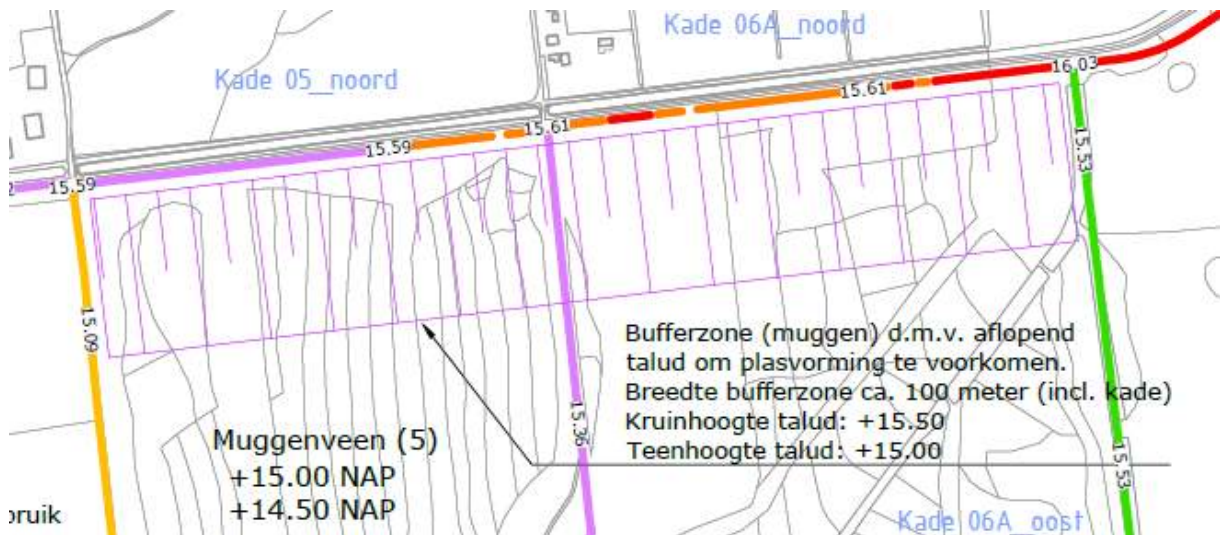 Kade 06A_noord
Kade 05_noord
16.03
15.61
15.61
15.59
15.59
15.53
15.09
15.36
15.53
Bufferzone (muggen) d.m.v. aflopend
talud om plasvorming te voorkomen.
Breedte bufferzone ca. 100 meter (incl. kade)
Kruinhoogte talud: +15.50
Teenhoogte talud: +15.00
Muggenveen (5)
+15.00 NAP
+14.50 NAP
Kade 06A_oost